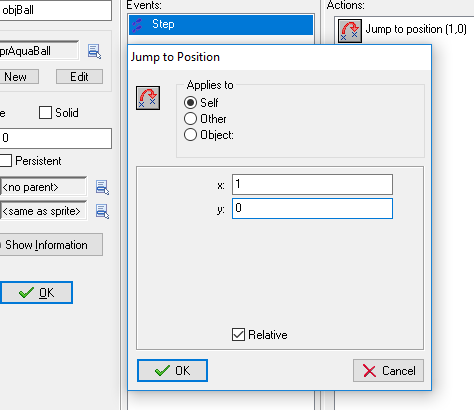 objBall
Events:
Actions:
Step
Jump to position (1,0)
prAquaBall
New
Edit
Solid
0
Persistent
<no parent>
<same as sprite>
Show Information
OK
Jump to Position
Applies to
Self
Other
Object:
x: 1
y: 0
Relative
OK
Cancel